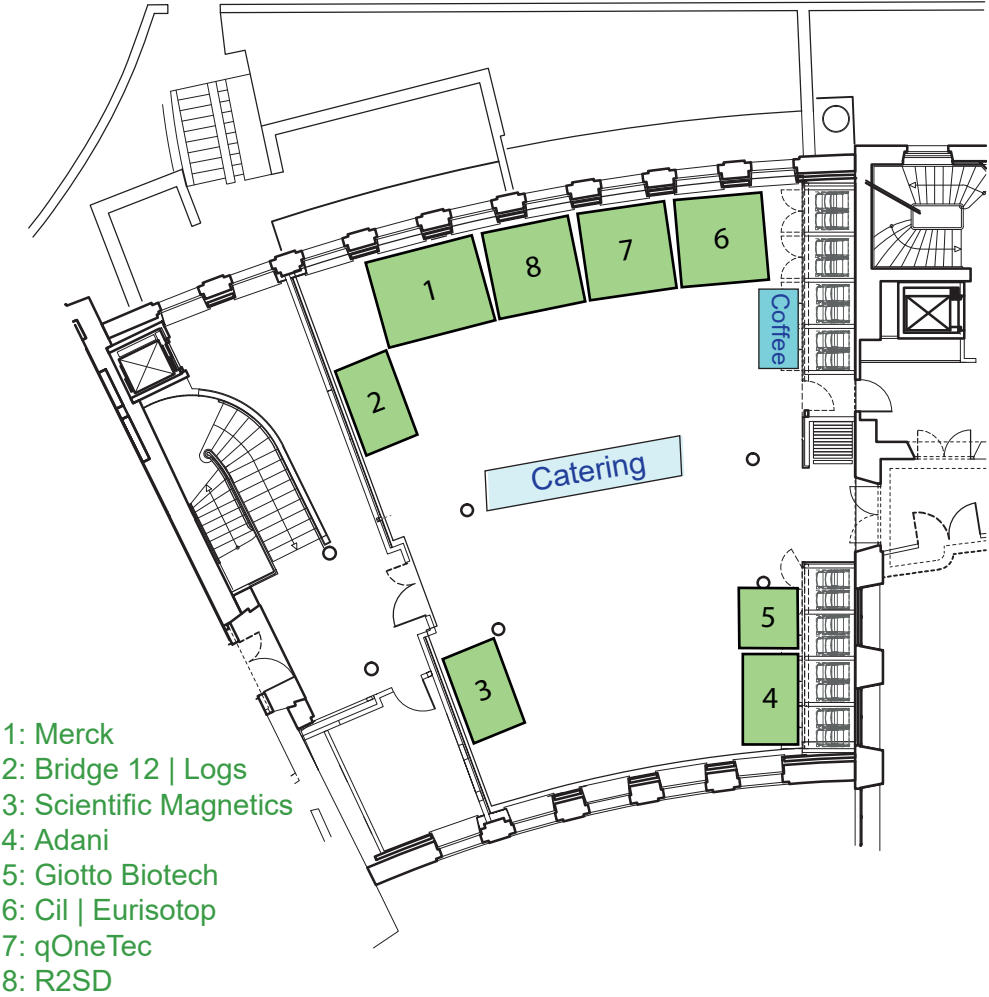 1
8
7
6
Coffee
2
Catering
5
3
4
1: Merck
2: Bridge 12 | Logs
3: Scientific Magnetics
4: Adani
5: Giotto Biotech
6: Cil | Eurisotop
7: qOneTec
8: R2SD